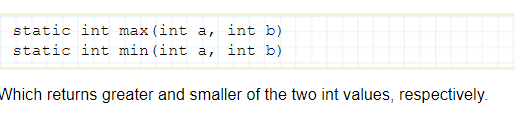 static int max(int a, int b)
static int min(int a, int b)
Which returns greater and smaller of the two int values, respectively.